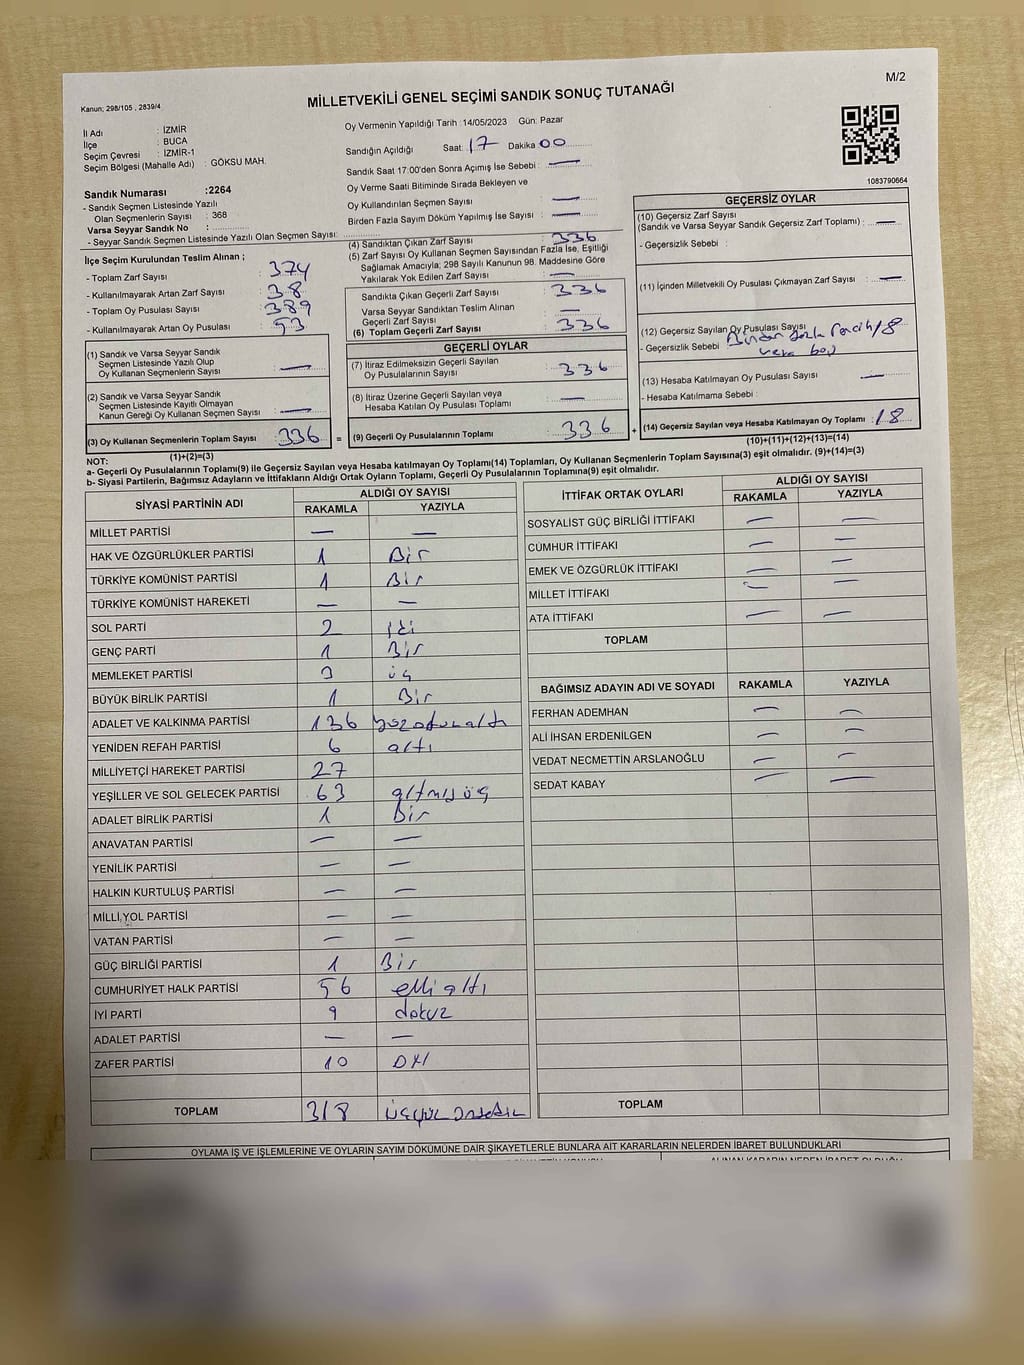 M/2
Kanun; 298/105 , 2839/4
MİLLETVEKİLİ GENEL SEÇİMİ SANDIK SONUÇ TUTANAĞI
İl Adı : İZMİR
İlçe : BUCA
Seçim Çevresi : İZMİR-1
Seçim Bölgesi (Mahalle Adı) : GÖKSU MAH.
Sandık Numarası :2264
- Sandık Seçmen Listesinde Yazılı
Olan Seçmenlerin Sayısı : 368
Varsa Seyyar Sandık No :
- Seyyar Sandık Seçmen Listesinde Yazılı Olan Seçmen Sayısı:
Oy Vermenin Yapıldığı Tarih :14/05/2023 Gün: Pazar
Sandığın Açıldığı Saat: 17 Dakika 00
Sandık Saat 17:00'den Sonra Açımış İse Sebebi : —
Oy Verme Saati Bitiminde Sırada Bekleyen ve
Oy Kullandırılan Seçmen Sayısı : —
Birden Fazla Sayım Döküm Yapılmış İse Sayısı : —
1083790664
İlçe Seçim Kurulundan Teslim Alınan ;
- Toplam Zarf Sayısı : 374
- Kullanılmayarak Artan Zarf Sayısı : 38
- Toplam Oy Pusulası Sayısı : 389
- Kullanılmayarak Artan Oy Pusulası : 53
(1) Sandık ve Varsa Seyyar Sandık
Seçmen Listesinde Yazılı Olup
Oy Kullanan Seçmenlerin Sayısı : —
(2) Sandık ve Varsa Seyyar Sandık
Seçmen Listesinde Kayıtlı Olmayan
Kanun Gereği Oy Kullanan Seçmen Sayısı : —
(3) Oy Kullanan Seçmenlerin Toplam Sayısı : 336 =
(1)+(2)=(3)
(4) Sandıktan Çıkan Zarf Sayısı : 336
(5) Zarf Sayısı Oy Kullanan Seçmen Sayısından Fazla İse, Eşitliği
Sağlamak Amacıyla; 298 Sayılı Kanunun 98. Maddesine Göre
Yakılarak Yok Edilen Zarf Sayısı : —
Sandıkta Çıkan Geçerli Zarf Sayısı : 336
Varsa Seyyar Sandıktan Teslim Alınan
Geçerli Zarf Sayısı : —
(6) Toplam Geçerli Zarf Sayısı : 336
GEÇERLİ OYLAR
(7) İtiraz Edilmeksizin Geçerli Sayılan
Oy Pusulalarının Sayısı : 336
(8) İtiraz Üzerine Geçerli Sayılan veya
Hesaba Katılan Oy Pusulası Toplamı : —
(9) Geçerli Oy Pusulalarının Toplamı : 336 +
GEÇERSİZ OYLAR
(10) Geçersiz Zarf Sayısı
(Sandık ve Varsa Seyyar Sandık Geçersiz Zarf Toplamı) : —
- Geçersizlik Sebebi :
(11) İçinden Milletvekili Oy Pusulası Çıkmayan Zarf Sayısı : —
(12) Geçersiz Sayılan Oy Pusulası Sayısı : 18
- Geçersizlik Sebebi Birden fazla tercih
veya boş
(13) Hesaba Katılmayan Oy Pusulası Sayısı : —
- Hesaba Katılmama Sebebi :
(14) Geçersiz Sayılan veya Hesaba Katılmayan Oy Toplamı : 18
(10)+(11)+(12)+(13)=(14)
NOT:
a- Geçerli Oy Pusulalarının Toplamı(9) ile Geçersiz Sayılan veya Hesaba katılmayan Oy Toplamı(14) Toplamları, Oy Kullanan Seçmenlerin Toplam Sayısına(3) eşit olmalıdır. (9)+(14)=(3)
b- Siyasi Partilerin, Bağımsız Adayların ve İttifakların Aldığı Ortak Oyların Toplamı, Geçerli Oy Pusulalarının Toplamına(9) eşit olmalıdır.
SİYASİ PARTİNİN ADI ALDIĞI OY SAYISI
RAKAMLA YAZIYLA
MİLLET PARTİSİ — —
HAK VE ÖZGÜRLÜKLER PARTİSİ 1 Bir
TÜRKİYE KOMÜNİST PARTİSİ 1 Bir
TÜRKİYE KOMÜNİST HAREKETİ — —
SOL PARTİ 2 İki
GENÇ PARTİ 1 Bir
MEMLEKET PARTİSİ 3 üç
BÜYÜK BİRLİK PARTİSİ 1 Bir
ADALET VE KALKINMA PARTİSİ 136 yüzotuzaltı
YENİDEN REFAH PARTİSİ 6 altı
MİLLİYETÇİ HAREKET PARTİSİ 27
YEŞİLLER VE SOL GELECEK PARTİSİ 63 altmışüç
ADALET BİRLİK PARTİSİ 1 Bir
ANAVATAN PARTİSİ — —
YENİLİK PARTİSİ — —
HALKIN KURTULUŞ PARTİSİ — —
MİLLİ YOL PARTİSİ — —
VATAN PARTİSİ — —
GÜÇ BİRLİĞİ PARTİSİ 1 Bir
CUMHURİYET HALK PARTİSİ 56 elli altı
İYİ PARTİ 9 dokuz
ADALET PARTİSİ — —
ZAFER PARTİSİ 10 ON
TOPLAM 318 üçyüz onsekiz
İTTİFAK ORTAK OYLARI ALDIĞI OY SAYISI
RAKAMLA YAZIYLA
SOSYALİST GÜÇ BİRLİĞİ İTTİFAKI — —
CUMHUR İTTİFAKI — —
EMEK VE ÖZGÜRLÜK İTTİFAKI — —
MİLLET İTTİFAKI — —
ATA İTTİFAKI — —
TOPLAM
BAĞIMSIZ ADAYIN ADI VE SOYADI RAKAMLA YAZIYLA
FERHAN ADEMHAN — —
ALİ İHSAN ERDENİLGEN — —
VEDAT NECMETTİN ARSLANOĞLU — —
SEDAT KABAY — —
TOPLAM
OYLAMA İŞ VE İŞLEMLERİNE VE OYLARIN SAYIM DÖKÜMÜNE DAİR ŞİKAYETLERLE BUNLARA AİT KARARLARIN NELERDEN İBARET BULUNDUKLARI